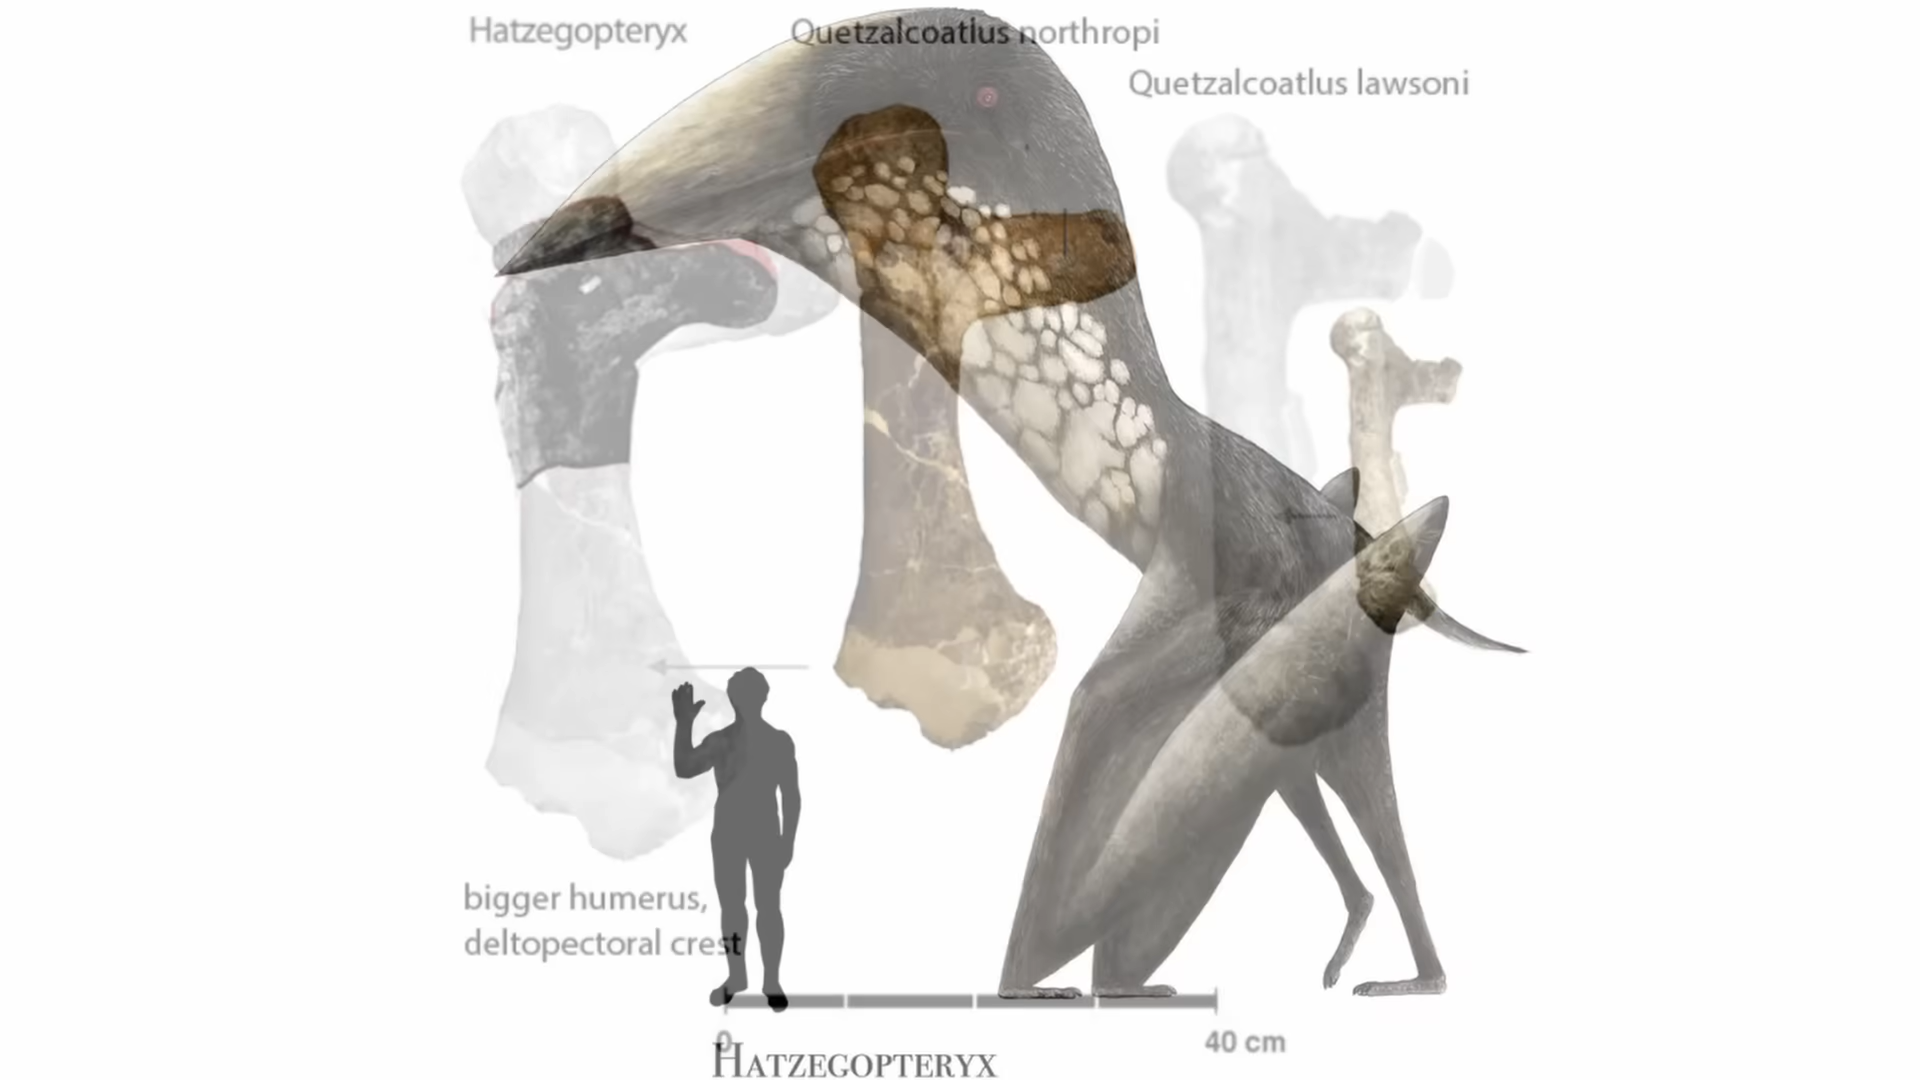 Hatzegopteryx
Quetzalcoatlus northropi
Quetzalcoatlus lawsoni
bigger humerus,
deltopectoral crest
0
40 cm
HATZEGOPTERYX